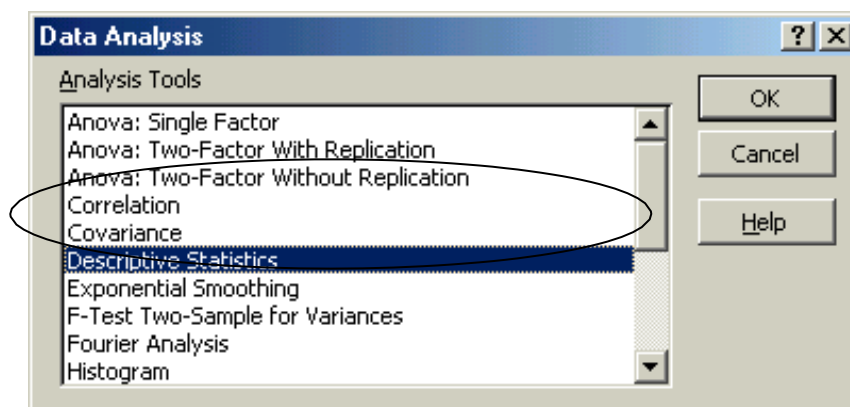 Data Analysis
Analysis Tools
Anova: Single Factor
Anova: Two-Factor With Replication
Anova: Two-Factor Without Replication
Correlation
Covariance
Descriptive Statistics
Exponential Smoothing
F-Test Two-Sample for Variances
Fourier Analysis
Histogram
OK
Cancel
Help